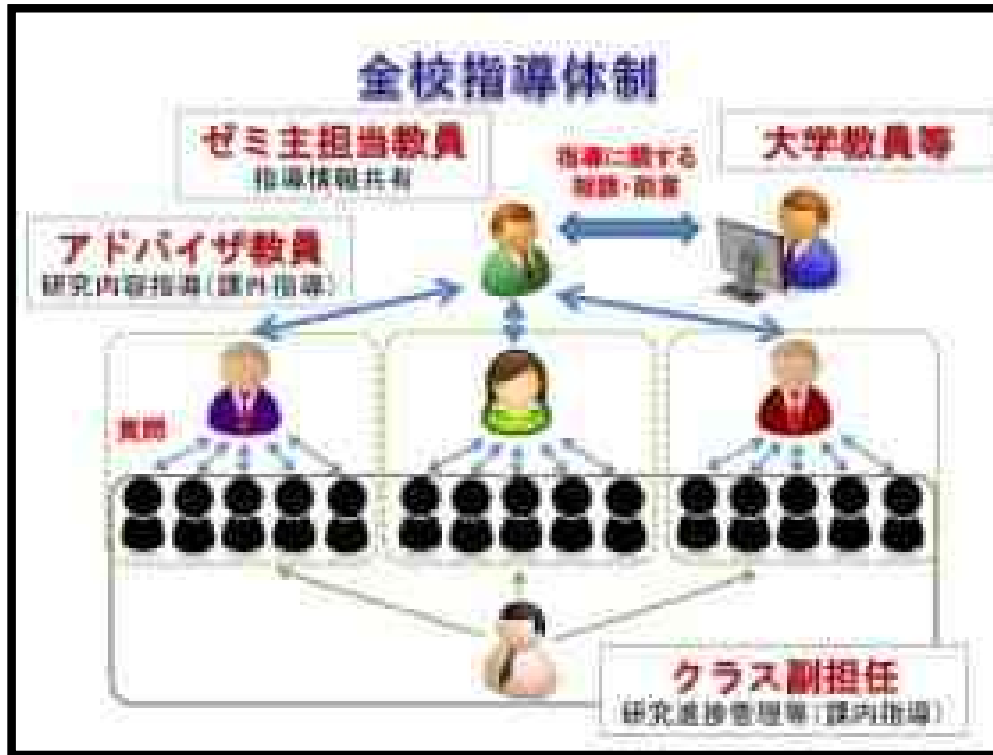 全校指導体制
ゼミ主担当教員
指導情報共有
大学教員等
指導に関する
相談・助言
アドバイザ教員
研究内容指導(課外指導)
質問
クラス副担任
研究進捗管理等(課内指導)